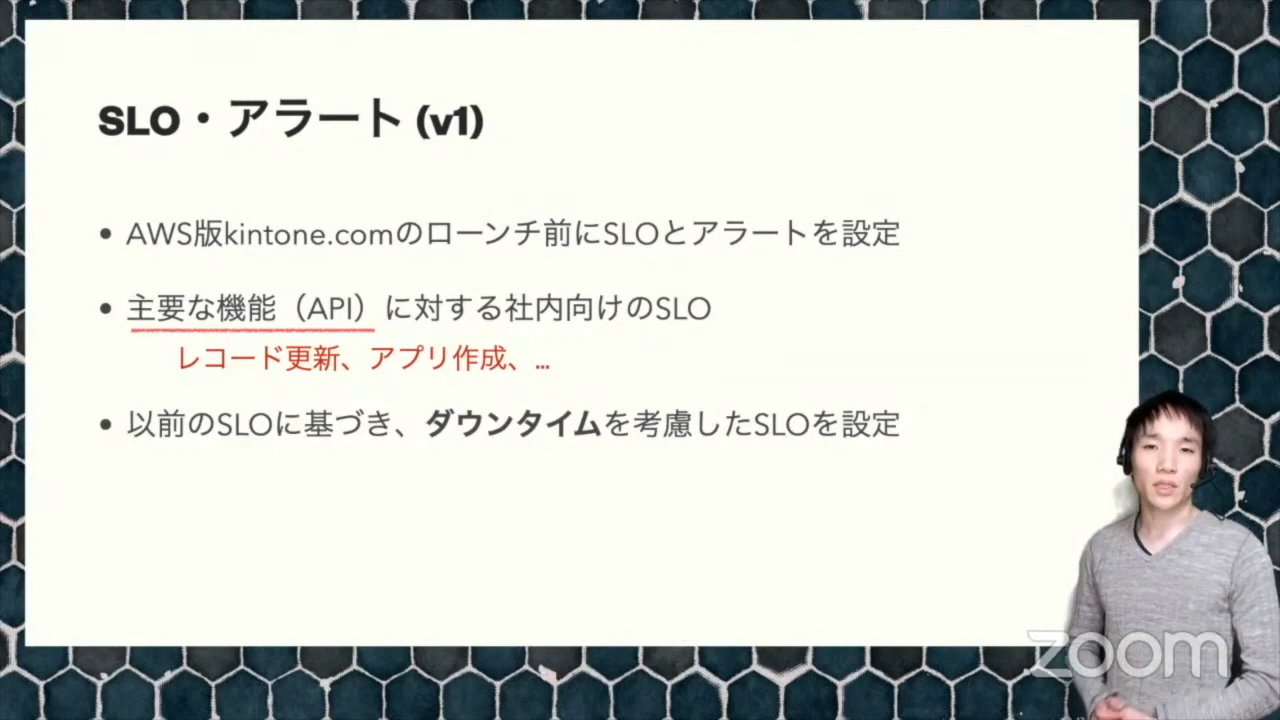 SLO・アラート (v1)
• AWS版kintone.comのローンチ前にSLOとアラートを設定
• 主要な機能（API）に対する社内向けのSLO
レコード更新、アプリ作成、…
• 以前のSLOに基づき、ダウンタイムを考慮したSLOを設定
zoom